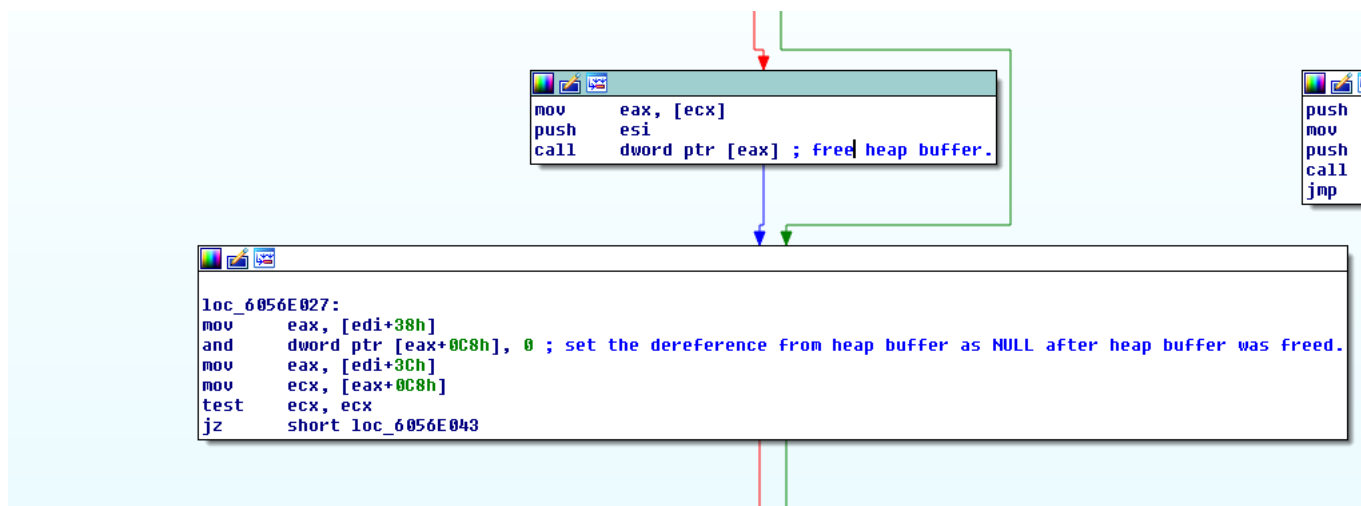 mov eax, [ecx]
push esi
call dword ptr [eax] ; free heap buffer.
push
mov
push
call
jmp
loc_6056E027:
mov eax, [edi+38h]
and dword ptr [eax+0C8h], 0 ; set the dereference from heap buffer as NULL after heap buffer was freed.
mov eax, [edi+3Ch]
mov ecx, [eax+0C8h]
test ecx, ecx
jz short loc_6056E043